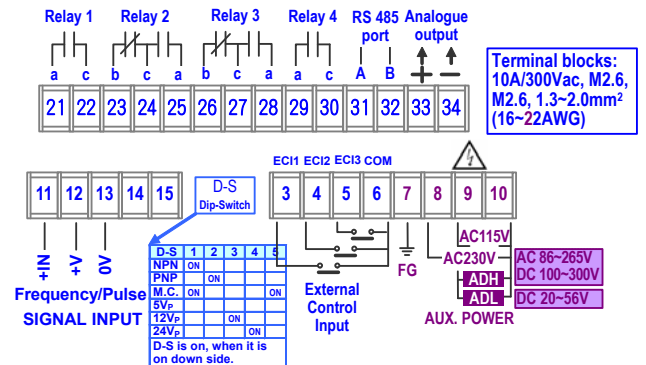 Relay 1 Relay 2 Relay 3 Relay 4 RS 485 port Analogue output
a c b c a b c a a c A B + −
21 22 23 24 25 26 27 28 29 30 31 32 33 34
Terminal blocks:
10A/300Vac, M2.6,
M2.6, 1.3~2.0mm²
(16~22AWG)
11 12 13 14 15
+IN +V 0V
Frequency/Pulse
SIGNAL INPUT
D-S
Dip-Switch
D-S 1 2 3 4 5
NPN ON
PNP ON
M.C. ON ON
5VP
12VP ON
24VP ON
D-S is on, when it is
on down side.
ECI1 ECI2 ECI3 COM
3 4 5 6 7 8 9 10
External
Control
Input
FG
AC115V
AC230V
AC 86~265V
DC 100~300V
ADH
ADL
DC 20~56V
AUX. POWER